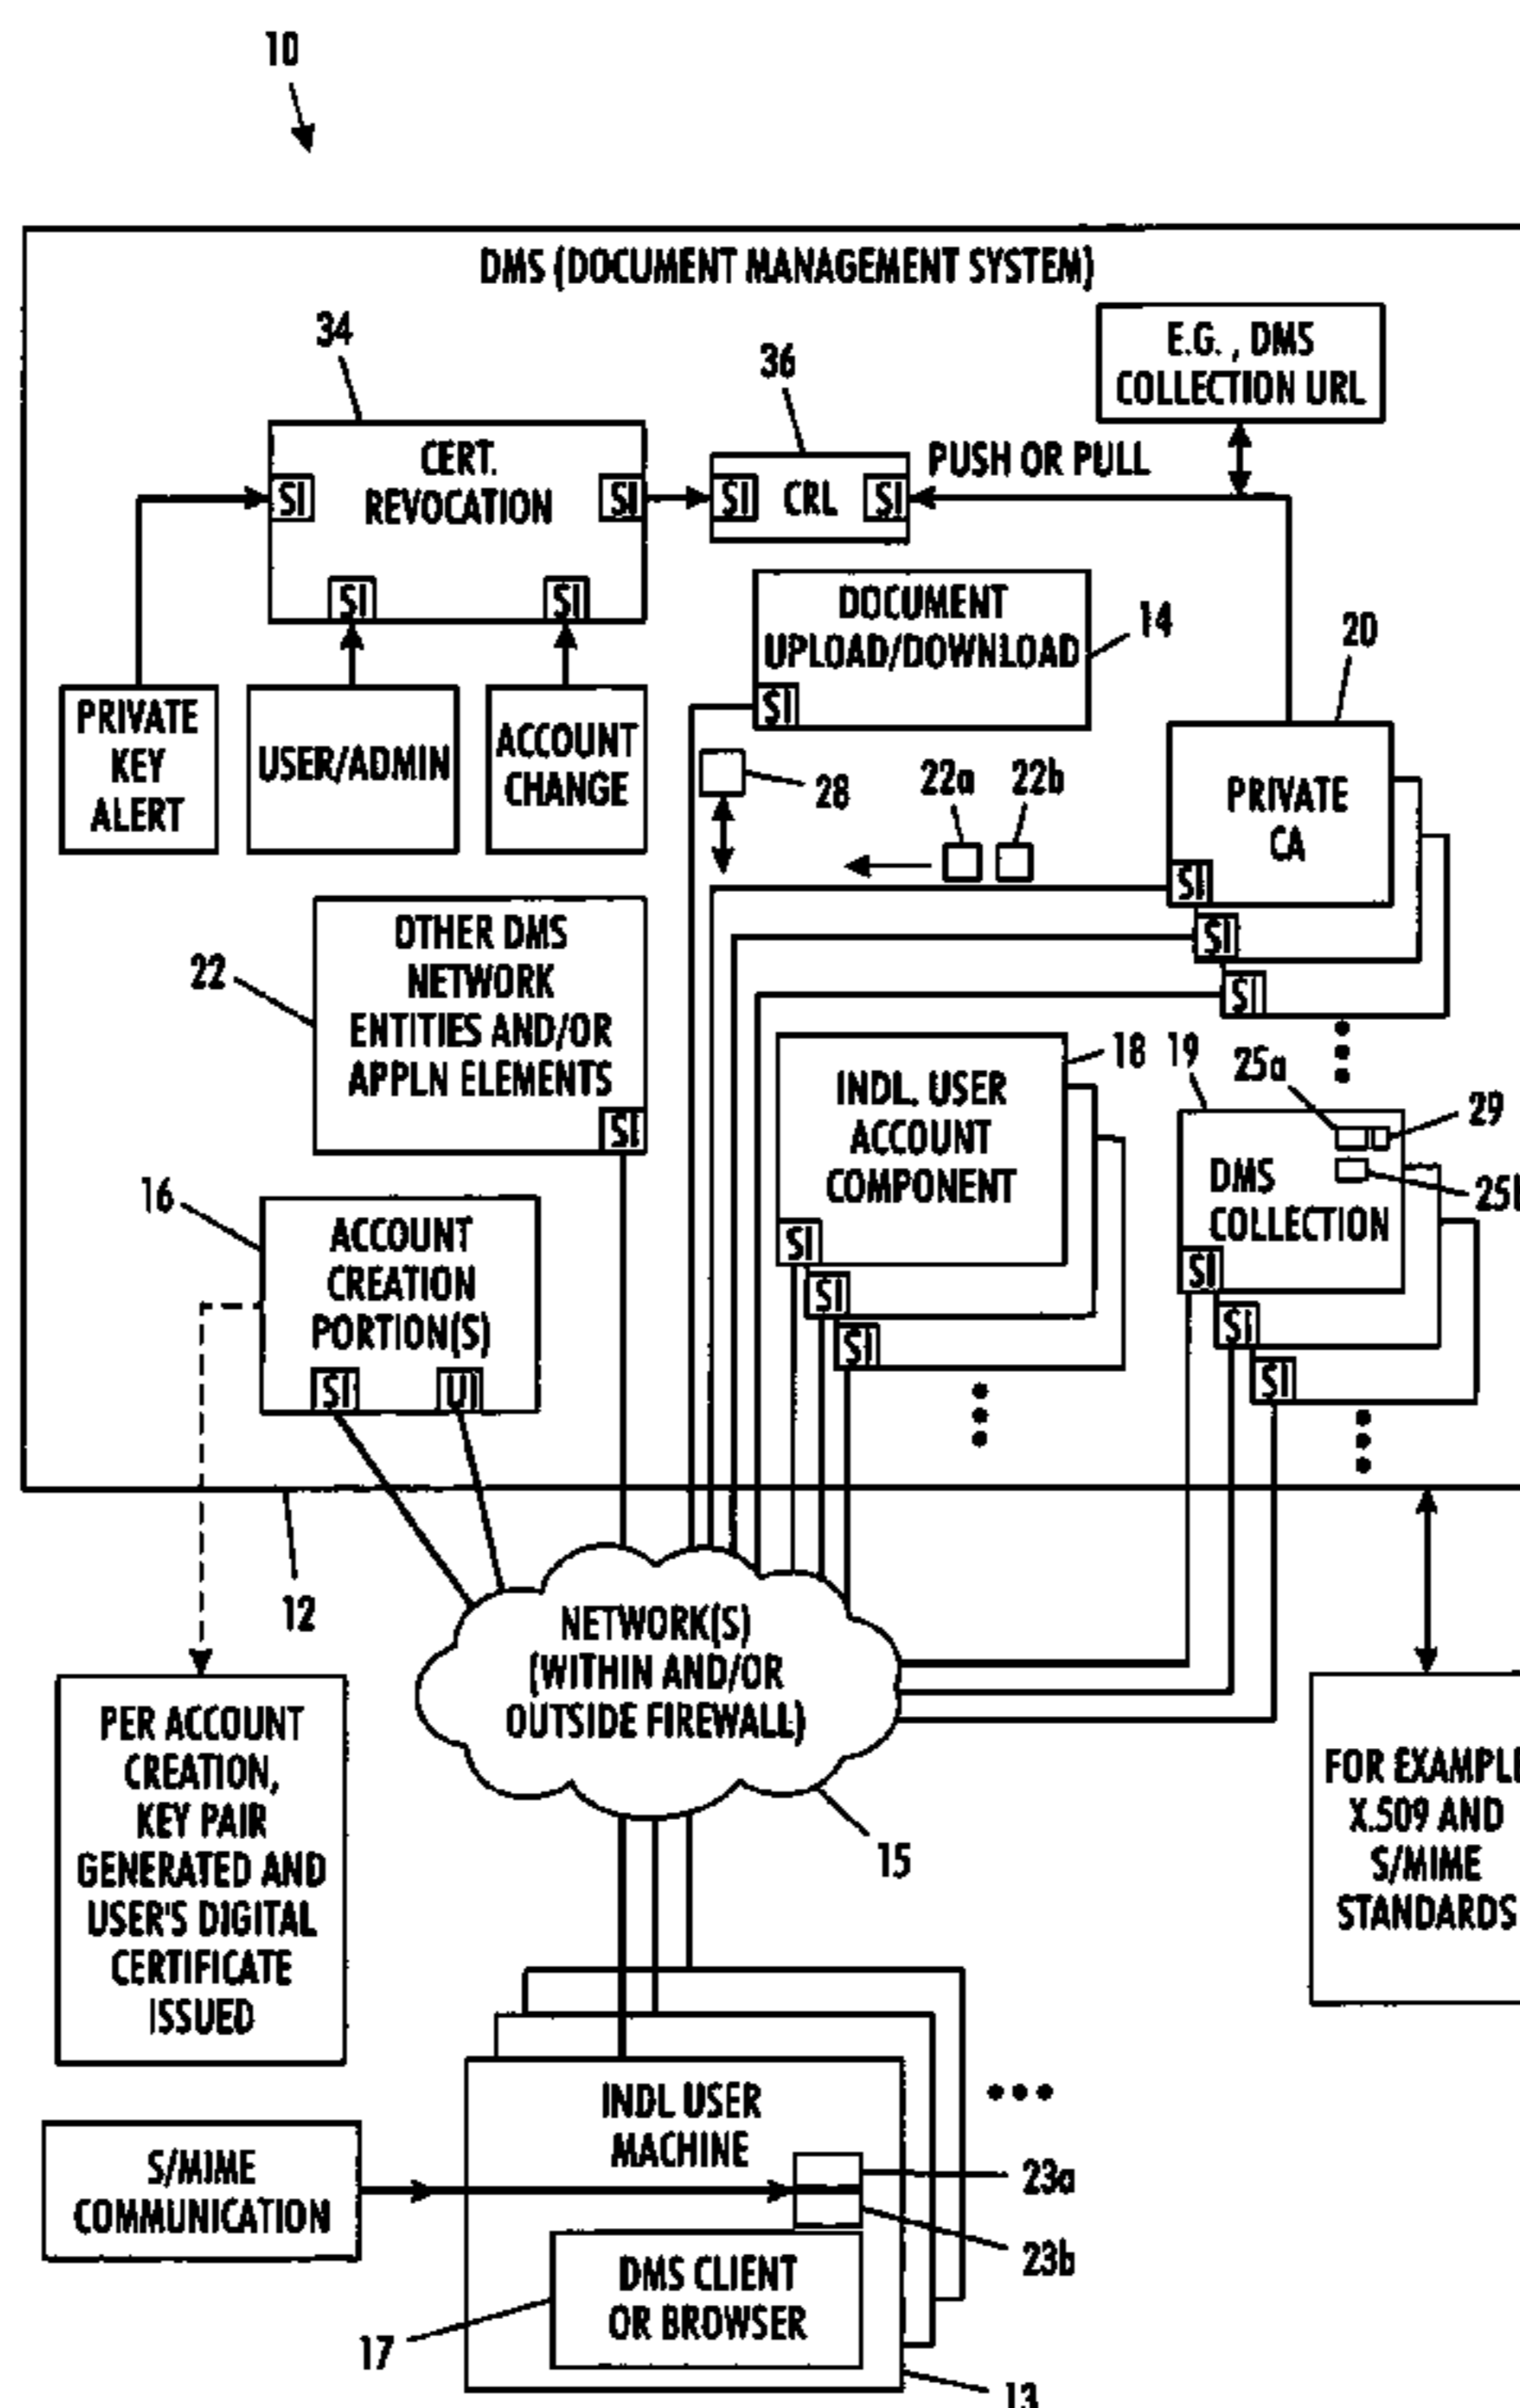 10
DMS (DOCUMENT MANAGEMENT SYSTEM)
34
36
E.G. , DMS
COLLECTION URL
CERT.
REVOCATION
SI
SI
SI
SI
SI
CRL
SI
PUSH OR PULL
DOCUMENT
UPLOAD/DOWNLOAD
SI
14
20
PRIVATE
KEY
ALERT
USER/ADMIN
ACCOUNT
CHANGE
28
22a
22b
PRIVATE
CA
SI
SI
SI
22
OTHER DMS
NETWORK
ENTITIES AND/OR
APPLN ELEMENTS
SI
18
19
25a
29
25b
INDL. USER
ACCOUNT
COMPONENT
SI
SI
SI
DMS
COLLECTION
SI
SI
SI
16
ACCOUNT
CREATION
PORTION(S)
SI
UI
12
NETWORK(S)
(WITHIN AND/OR
OUTSIDE FIREWALL)
15
PER ACCOUNT
CREATION,
KEY PAIR
GENERATED AND
USER'S DIGITAL
CERTIFICATE
ISSUED
FOR EXAMPLE
X.509 AND
S/MIME
STANDARDS
INDL USER
MACHINE
S/MIME
COMMUNICATION
23a
23b
DMS CLIENT
OR BROWSER
17
13